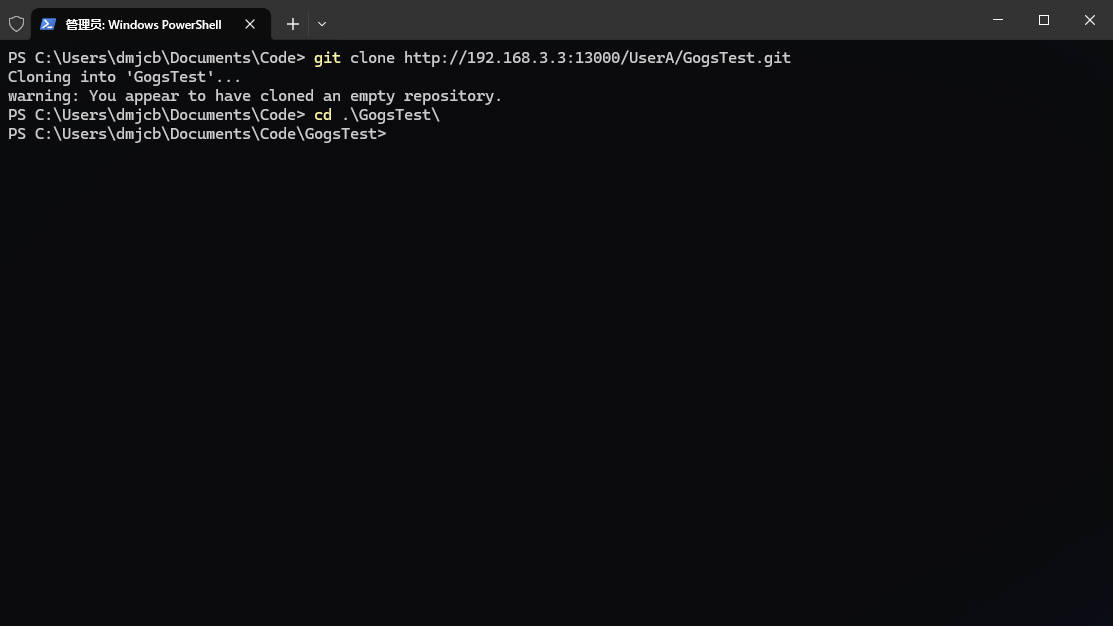 管理员: Windows PowerShell
PS C:\Users\dmjcb\Documents\Code> git clone http://192.168.3.3:13000/UserA/GogsTest.git
Cloning into 'GogsTest'...
warning: You appear to have cloned an empty repository.
PS C:\Users\dmjcb\Documents\Code> cd .\GogsTest\
PS C:\Users\dmjcb\Documents\Code\GogsTest>